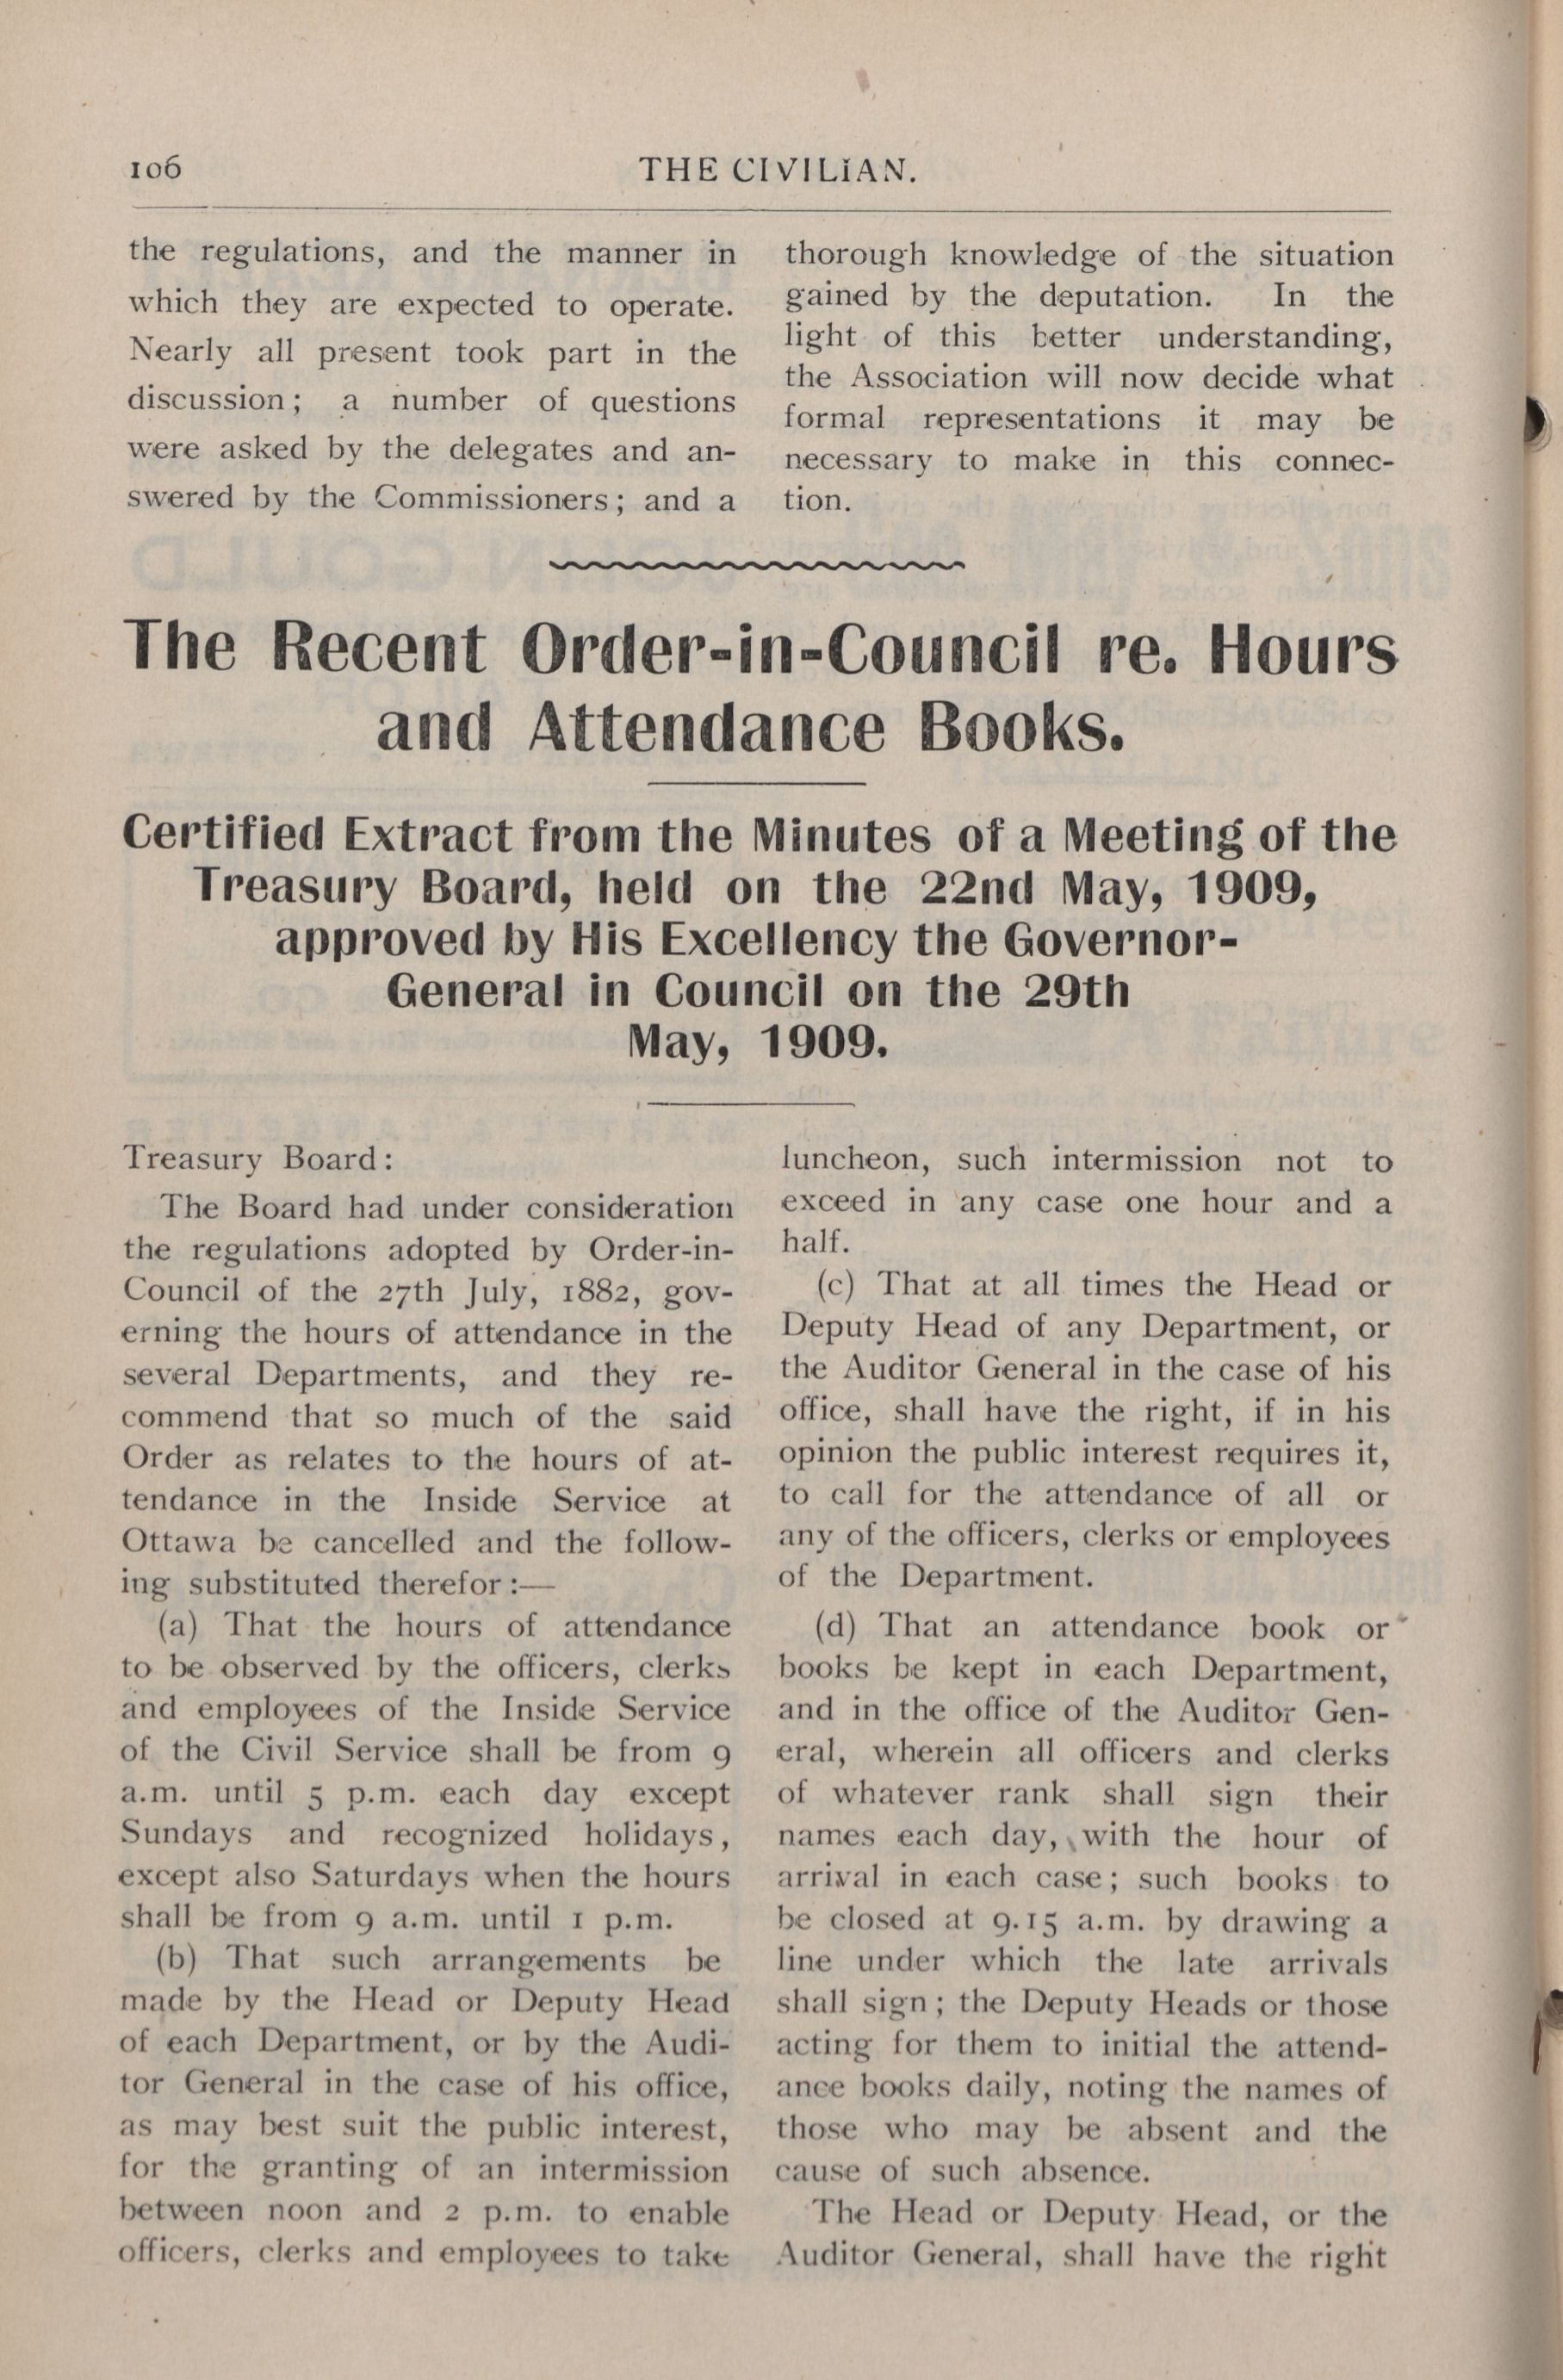 106
THE CIVILIAN.
the regulations, and the manner in
which they are expected to operate.
Nearly all present took part in the
discussion; a number of questions
were asked by the delegates and an-
swered by the Commissioners; and a
thorough knowledge of the situation
gained by the deputation. In the
light of this better understanding,
the Association will now decide what
formal representations it may be
necessary to make in this connec-
tion.
The Recent Order-in-Council re. Hours
and Attendance Books.
Certified Extract from the Minutes of a Meeting of the
Treasury Board, held on the 22nd May, 1909,
approved by His Excellency the Governor-
General in Council on the 29th
May, 1909.
Treasury Board:
The Board had under consideration
the regulations adopted by Order-in-
Council of the 27th July, 1882, gov-
erning the hours of attendance in the
several Departments, and they re-
commend that so much of the said
Order as relates to the hours of at-
tendance in the Inside Service at
Ottawa be cancelled and the follow-
ing substituted therefor:—
(a) That the hours of attendance
to be observed by the officers, clerks
and employees of the Inside Service
of the Civil Service shall be from 9
a.m. until 5 p.m. each day except
Sundays and recognized holidays,
except also Saturdays when the hours
shall be from 9 a.m. until 1 p.m.
(b) That such arrangements be
made by the Head or Deputy Head
of each Department, or by the Audi-
tor General in the case of his office,
as may best suit the public interest,
for the granting of an intermission
between noon and 2 p.m. to enable
officers, clerks and employees to take
luncheon, such intermission not to
exceed in any case one hour and a
half.
(c) That at all times the Head or
Deputy Head of any Department, or
the Auditor General in the case of his
office, shall have the right, if in his
opinion the public interest requires it,
to call for the attendance of all or
any of the officers, clerks or employees
of the Department.
(d) That an attendance book or
books be kept in each Department,
and in the office of the Auditor Gen-
eral, wherein all officers and clerks
of whatever rank shall sign their
names each day, with the hour of
arrival in each case; such books to
be closed at 9.15 a.m. by drawing a
line under which the late arrivals
shall sign; the Deputy Heads or those
acting for them to initial the attend-
ance books daily, noting the names of
those who may be absent and the
cause of such absence.
The Head or Deputy Head, or the
Auditor General, shall have the right